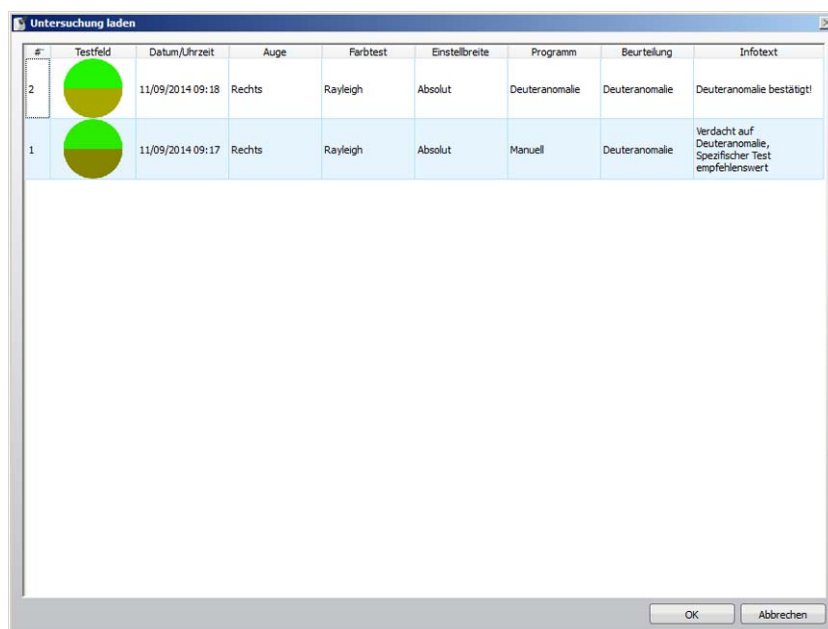 Untersuchung laden
#	Testfeld	Datum/Uhrzeit	Auge	Farbtest	Einstellbreite	Programm	Beurteilung	Infotext
2	11/09/2014 09:18	Rechts	Rayleigh	Absolut	Deuteranomalie	Deuteranomalie	Deuteranomalie bestätigt!
1	11/09/2014 09:17	Rechts	Rayleigh	Absolut	Manuell	Deuteranomalie	Verdacht auf
Deuteranomalie,
Spezifischer Test
empfehlenswert
OK	Abbrechen